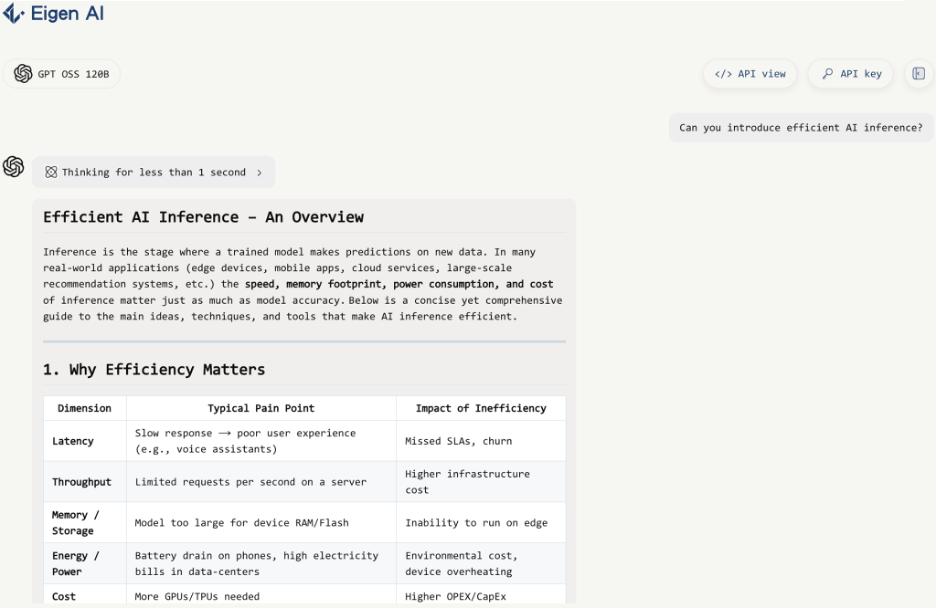 Eigen AI
GPT OSS 120B
</> API view
API key
Can you introduce efficient AI inference?
Thinking for less than 1 second >
Efficient AI Inference – An Overview
Inference is the stage where a trained model makes predictions on new data. In many
real-world applications (edge devices, mobile apps, cloud services, large-scale
recommendation systems, etc.) the speed, memory footprint, power consumption, and cost
of inference matter just as much as model accuracy. Below is a concise yet comprehensive
guide to the main ideas, techniques, and tools that make AI inference efficient.
1. Why Efficiency Matters
Dimension Typical Pain Point Impact of Inefficiency
Latency Slow response → poor user experience (e.g., voice assistants) Missed SLAs, churn
Throughput Limited requests per second on a server Higher infrastructure cost
Memory / Storage Model too large for device RAM/Flash Inability to run on edge
Energy / Power Battery drain on phones, high electricity bills in data-centers Environmental cost, device overheating
Cost More GPUs/TPUs needed Higher OPEX/CapEx